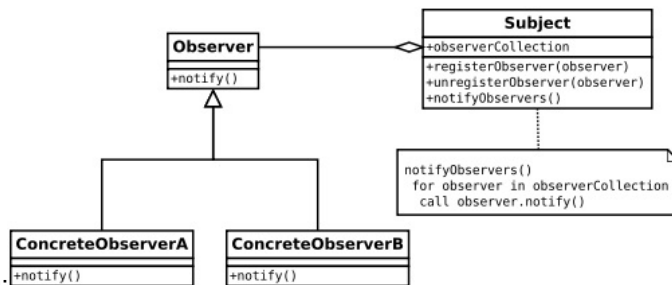 Subject
+observerCollection
+registerObserver(observer)
+unregisterObserver(observer)
+notifyObservers()
Observer
+notify()
notifyObservers()
for observer in observerCollection
call observer.notify()
ConcreteObserverA
+notify()
ConcreteObserverB
+notify()
.